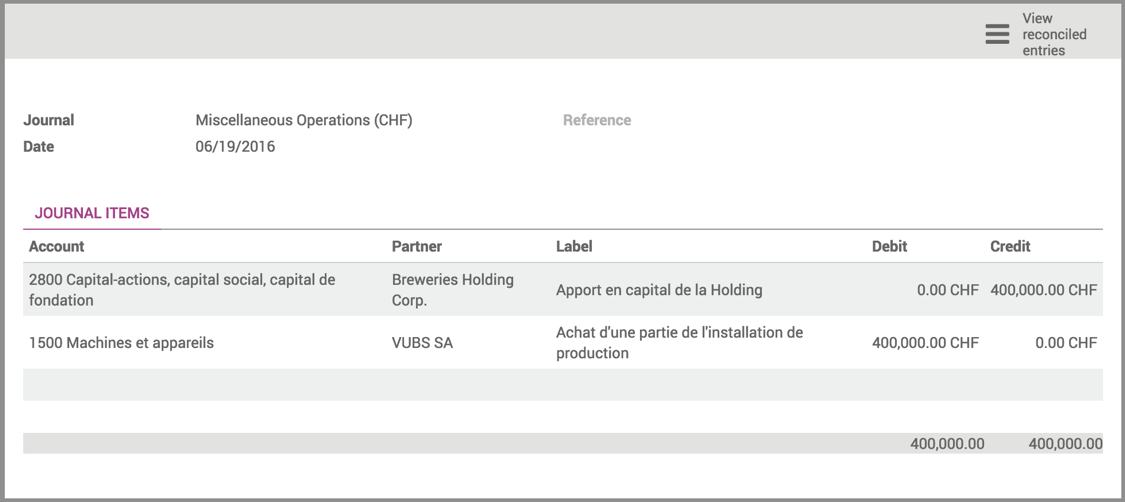 View
reconciled
entries
Journal Miscellaneous Operations (CHF) Reference
Date 06/19/2016
JOURNAL ITEMS
Account Partner Label Debit Credit
2800 Capital-actions, capital social, capital de
fondation
Breweries Holding
Corp.
Apport en capital de la Holding
0.00 CHF 400,000.00 CHF
1500 Machines et appareils
VUBS SA
Achat d'une partie de l'installation de
production
400,000.00 CHF 0.00 CHF
400,000.00 400,000.00